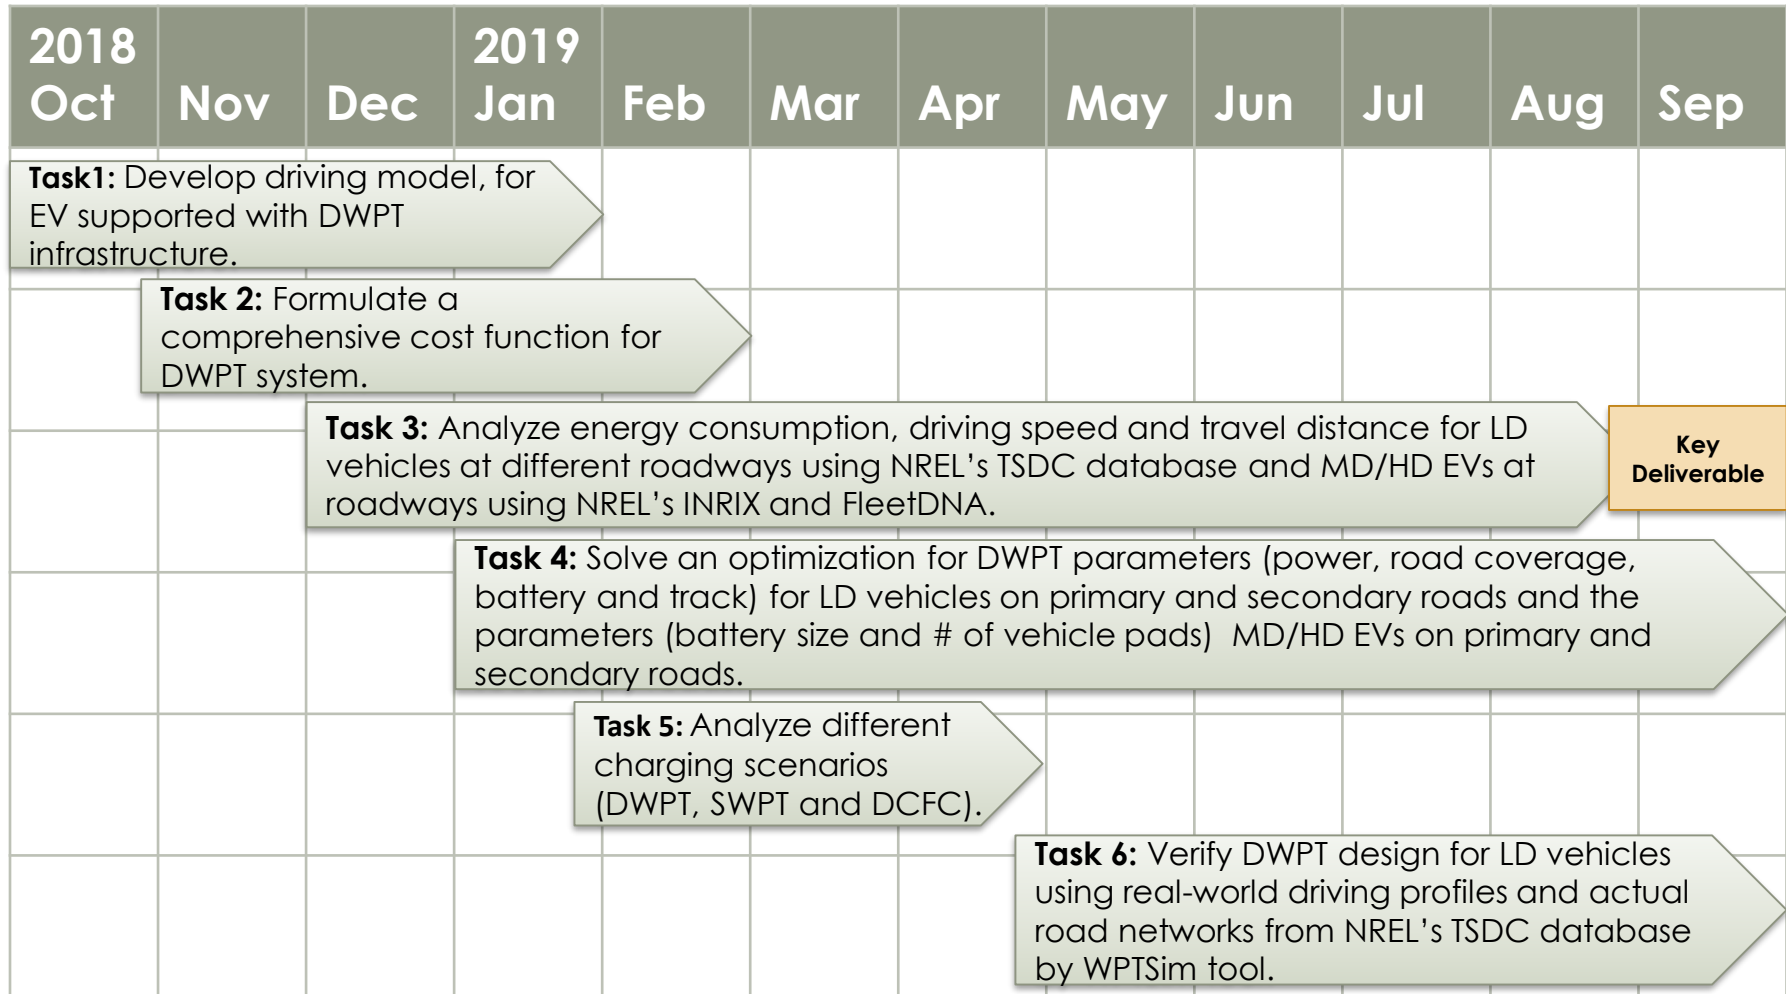 2018 2019
Oct Nov Dec Jan Feb Mar Apr May Jun Jul Aug Sep
Task1: Develop driving model, for
EV supported with DWPT
infrastructure.
Task 2: Formulate a
comprehensive cost function for
DWPT system.
Task 3: Analyze energy consumption, driving speed and travel distance for LD
vehicles at different roadways using NREL’s TSDC database and MD/HD EVs at
roadways using NREL’s INRIX and FleetDNA.
Key
Deliverable
Task 4: Solve an optimization for DWPT parameters (power, road coverage,
battery and track) for LD vehicles on primary and secondary roads and the
parameters (battery size and # of vehicle pads) MD/HD EVs on primary and
secondary roads.
Task 5: Analyze different
charging scenarios
(DWPT, SWPT and DCFC).
Task 6: Verify DWPT design for LD vehicles
using real-world driving profiles and actual
road networks from NREL’s TSDC database
by WPTSim tool.